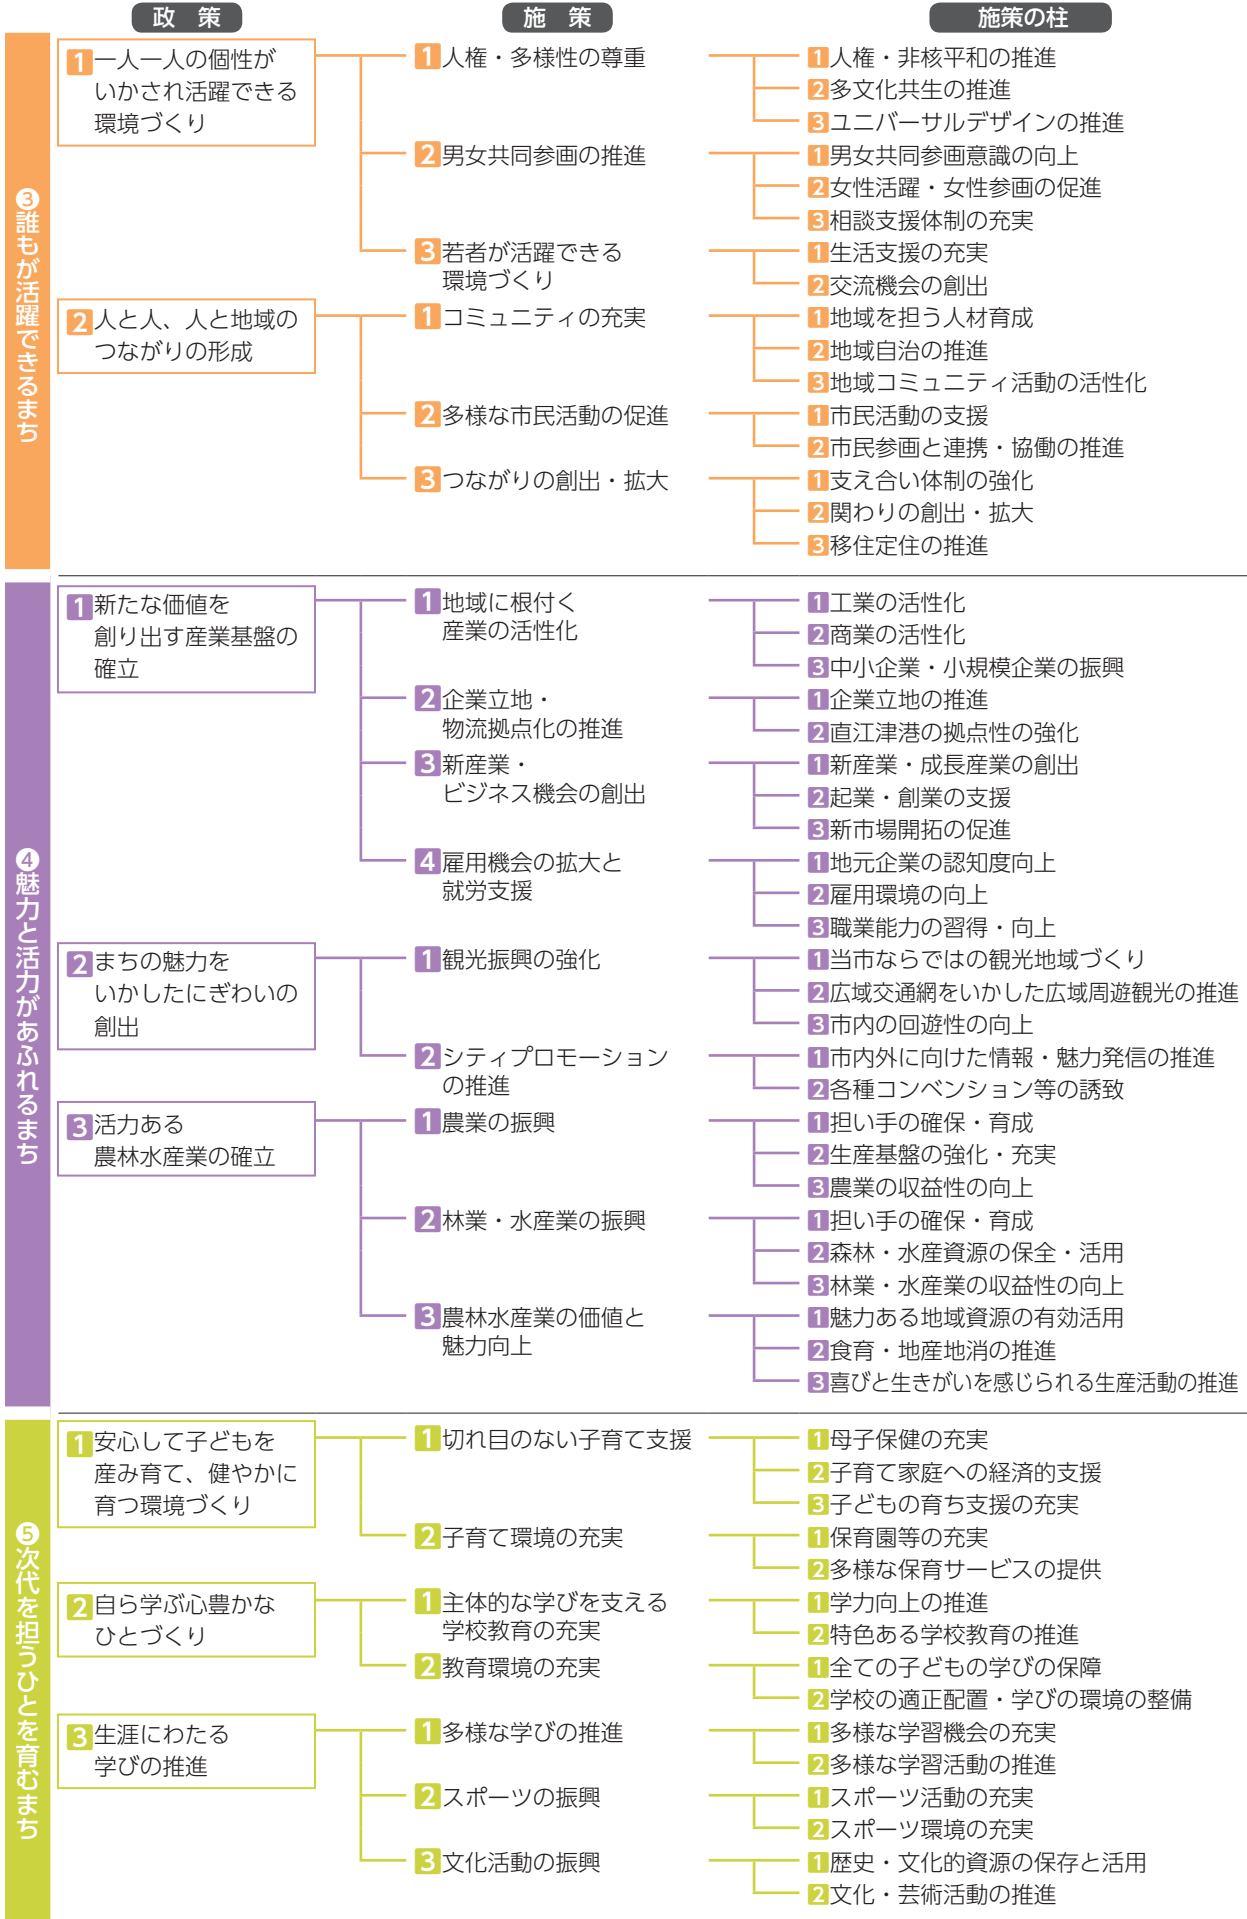 政策
施策
施策の柱
❸誰もが活躍できるまち
1 一人一人の個性が
いかされ活躍できる
環境づくり
1 人権・多様性の尊重
1 人権・非核平和の推進
2 多文化共生の推進
3 ユニバーサルデザインの推進
2 男女共同参画の推進
1 男女共同参画意識の向上
2 女性活躍・女性参画の促進
3 相談支援体制の充実
3 若者が活躍できる
環境づくり
1 生活支援の充実
2 交流機会の創出
2 人と人、人と地域の
つながりの形成
1 コミュニティの充実
1 地域を担う人材育成
2 地域自治の推進
3 地域コミュニティ活動の活性化
2 多様な市民活動の促進
1 市民活動の支援
2 市民参画と連携・協働の推進
3 つながりの創出・拡大
1 支え合い体制の強化
2 関わりの創出・拡大
3 移住定住の推進
❹魅力と活力があふれるまち
1 新たな価値を
創り出す産業基盤の
確立
1 地域に根付く
産業の活性化
1 工業の活性化
2 商業の活性化
3 中小企業・小規模企業の振興
2 企業立地・
物流拠点化の推進
1 企業立地の推進
2 直江津港の拠点性の強化
3 新産業・
ビジネス機会の創出
1 新産業・成長産業の創出
2 起業・創業の支援
3 新市場開拓の促進
4 雇用機会の拡大と
就労支援
1 地元企業の認知度向上
2 雇用環境の向上
3 職業能力の習得・向上
2 まちの魅力を
いかしたにぎわいの
創出
1 観光振興の強化
1 当市ならではの観光地域づくり
2 広域交通網をいかした広域周遊観光の推進
3 市内の回遊性の向上
2 シティプロモーション
の推進
1 市内外に向けた情報・魅力発信の推進
2 各種コンベンション等の誘致
3 活力ある
農林水産業の確立
1 農業の振興
1 担い手の確保・育成
2 生産基盤の強化・充実
3 農業の収益性の向上
2 林業・水産業の振興
1 担い手の確保・育成
2 森林・水産資源の保全・活用
3 林業・水産業の収益性の向上
3 農林水産業の価値と
魅力向上
1 魅力ある地域資源の有効活用
2 食育・地産地消の推進
3 喜びと生きがいを感じられる生産活動の推進
❺次代を担うひとを育むまち
1 安心して子どもを
産み育て、健やかに
育つ環境づくり
1 切れ目のない子育て支援
1 母子保健の充実
2 子育て家庭への経済的支援
3 子どもの育ち支援の充実
2 子育て環境の充実
1 保育園等の充実
2 多様な保育サービスの提供
2 自ら学ぶ心豊かな
ひとづくり
1 主体的な学びを支える
学校教育の充実
1 学力向上の推進
2 特色ある学校教育の推進
2 教育環境の充実
1 全ての子どもの学びの保障
2 学校の適正配置・学びの環境の整備
3 生涯にわたる
学びの推進
1 多様な学びの推進
1 多様な学習機会の充実
2 多様な学習活動の推進
2 スポーツの振興
1 スポーツ活動の充実
2 スポーツ環境の充実
3 文化活動の振興
1 歴史・文化的資源の保存と活用
2 文化・芸術活動の推進